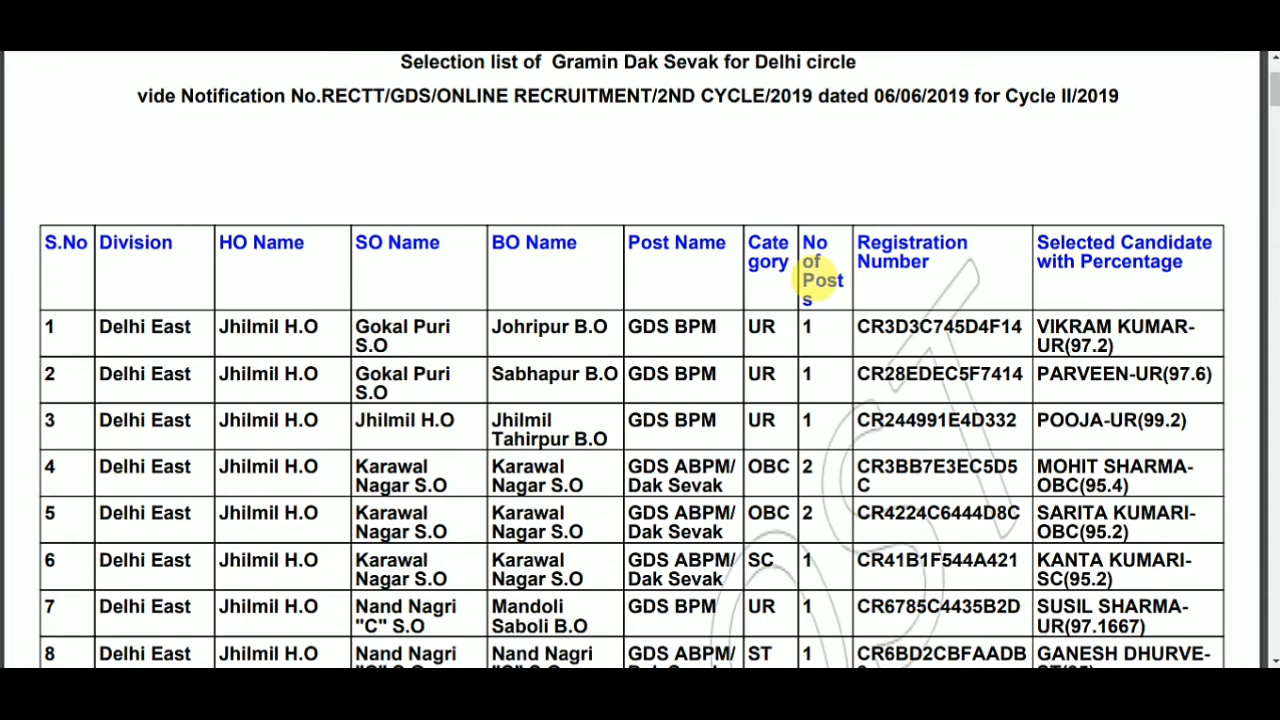 Selection list of Gramin Dak Sevak for Delhi circle
vide Notification No.RECTT/GDS/ONLINE RECRUITMENT/2ND CYCLE/2019 dated 06/06/2019 for Cycle II/2019
S.No Division HO Name SO Name BO Name Post Name Cate gory No of Post s Registration Number Selected Candidate with Percentage
1 Delhi East Jhilmil H.O Gokal Puri S.O Johripur B.O GDS BPM UR 1 CR3D3C745D4F14 VIKRAM KUMAR-UR(97.2)
2 Delhi East Jhilmil H.O Gokal Puri S.O Sabhapur B.O GDS BPM UR 1 CR28EDEC5F7414 PARVEEN-UR(97.6)
3 Delhi East Jhilmil H.O Jhilmil H.O Jhilmil Tahirpur B.O GDS BPM UR 1 CR244991E4D332 POOJA-UR(99.2)
4 Delhi East Jhilmil H.O Karawal Nagar S.O Karawal Nagar S.O GDS ABPM/ Dak Sevak OBC 2 CR3BB7E3EC5D5C MOHIT SHARMA-OBC(95.4)
5 Delhi East Jhilmil H.O Karawal Nagar S.O Karawal Nagar S.O GDS ABPM/ Dak Sevak OBC 2 CR4224C6444D8C SARITA KUMARI-OBC(95.2)
6 Delhi East Jhilmil H.O Karawal Nagar S.O Karawal Nagar S.O GDS ABPM/ Dak Sevak SC 1 CR41B1F544A421 KANTA KUMARI-SC(95.2)
7 Delhi East Jhilmil H.O Nand Nagri "C" S.O Mandoli Saboli B.O GDS BPM UR 1 CR6785C4435B2D SUSIL SHARMA-UR(97.1667)
8 Delhi East Jhilmil H.O Nand Nagri Nand Nagri GDS ABPM/ ST 1 CR6BD2CBFAADB GANESH DHURVE-